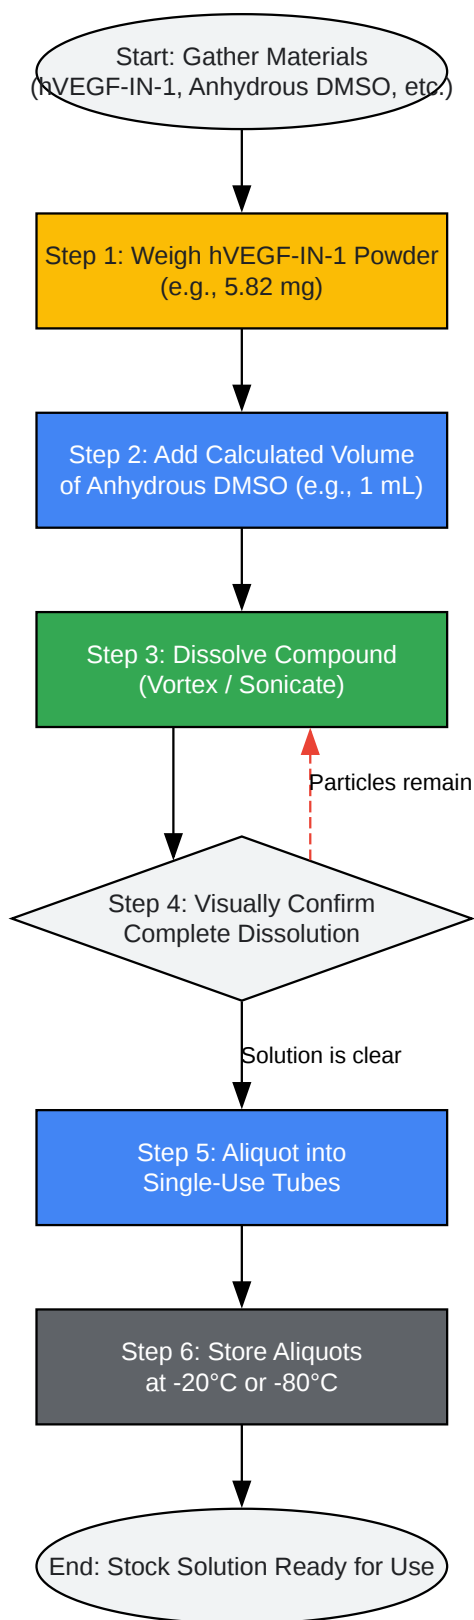 Start: Gather Materials
(hVEGF-IN-1, Anhydrous DMSO, etc.)
Step 1: Weigh hVEGF-IN-1 Powder
(e.g., 5.82 mg)
Step 2: Add Calculated Volume
of Anhydrous DMSO (e.g., 1 mL)
Step 3: Dissolve Compound
(Vortex / Sonicate)
Particles remain
Step 4: Visually Confirm
Complete Dissolution
Solution is clear
Step 5: Aliquot into
Single-Use Tubes
Step 6: Store Aliquots
at -20°C or -80°C
End: Stock Solution Ready for Use